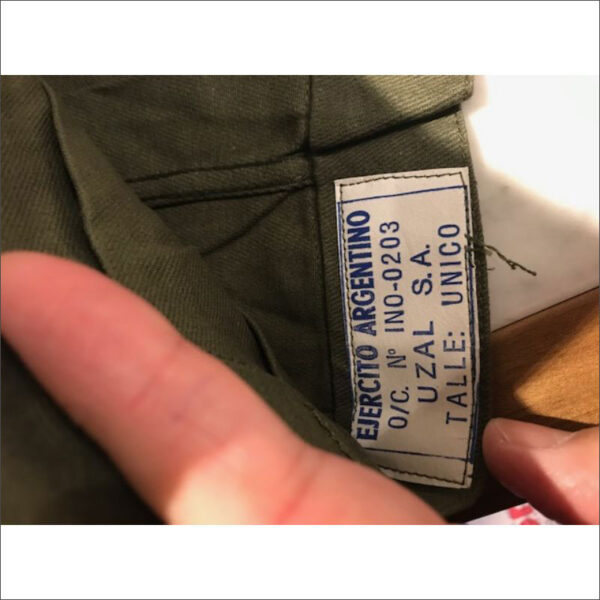 EJERCITO ARGENTINO
O/C. Nº INO-0203
UZAL S.A.
TALLE: UNICO